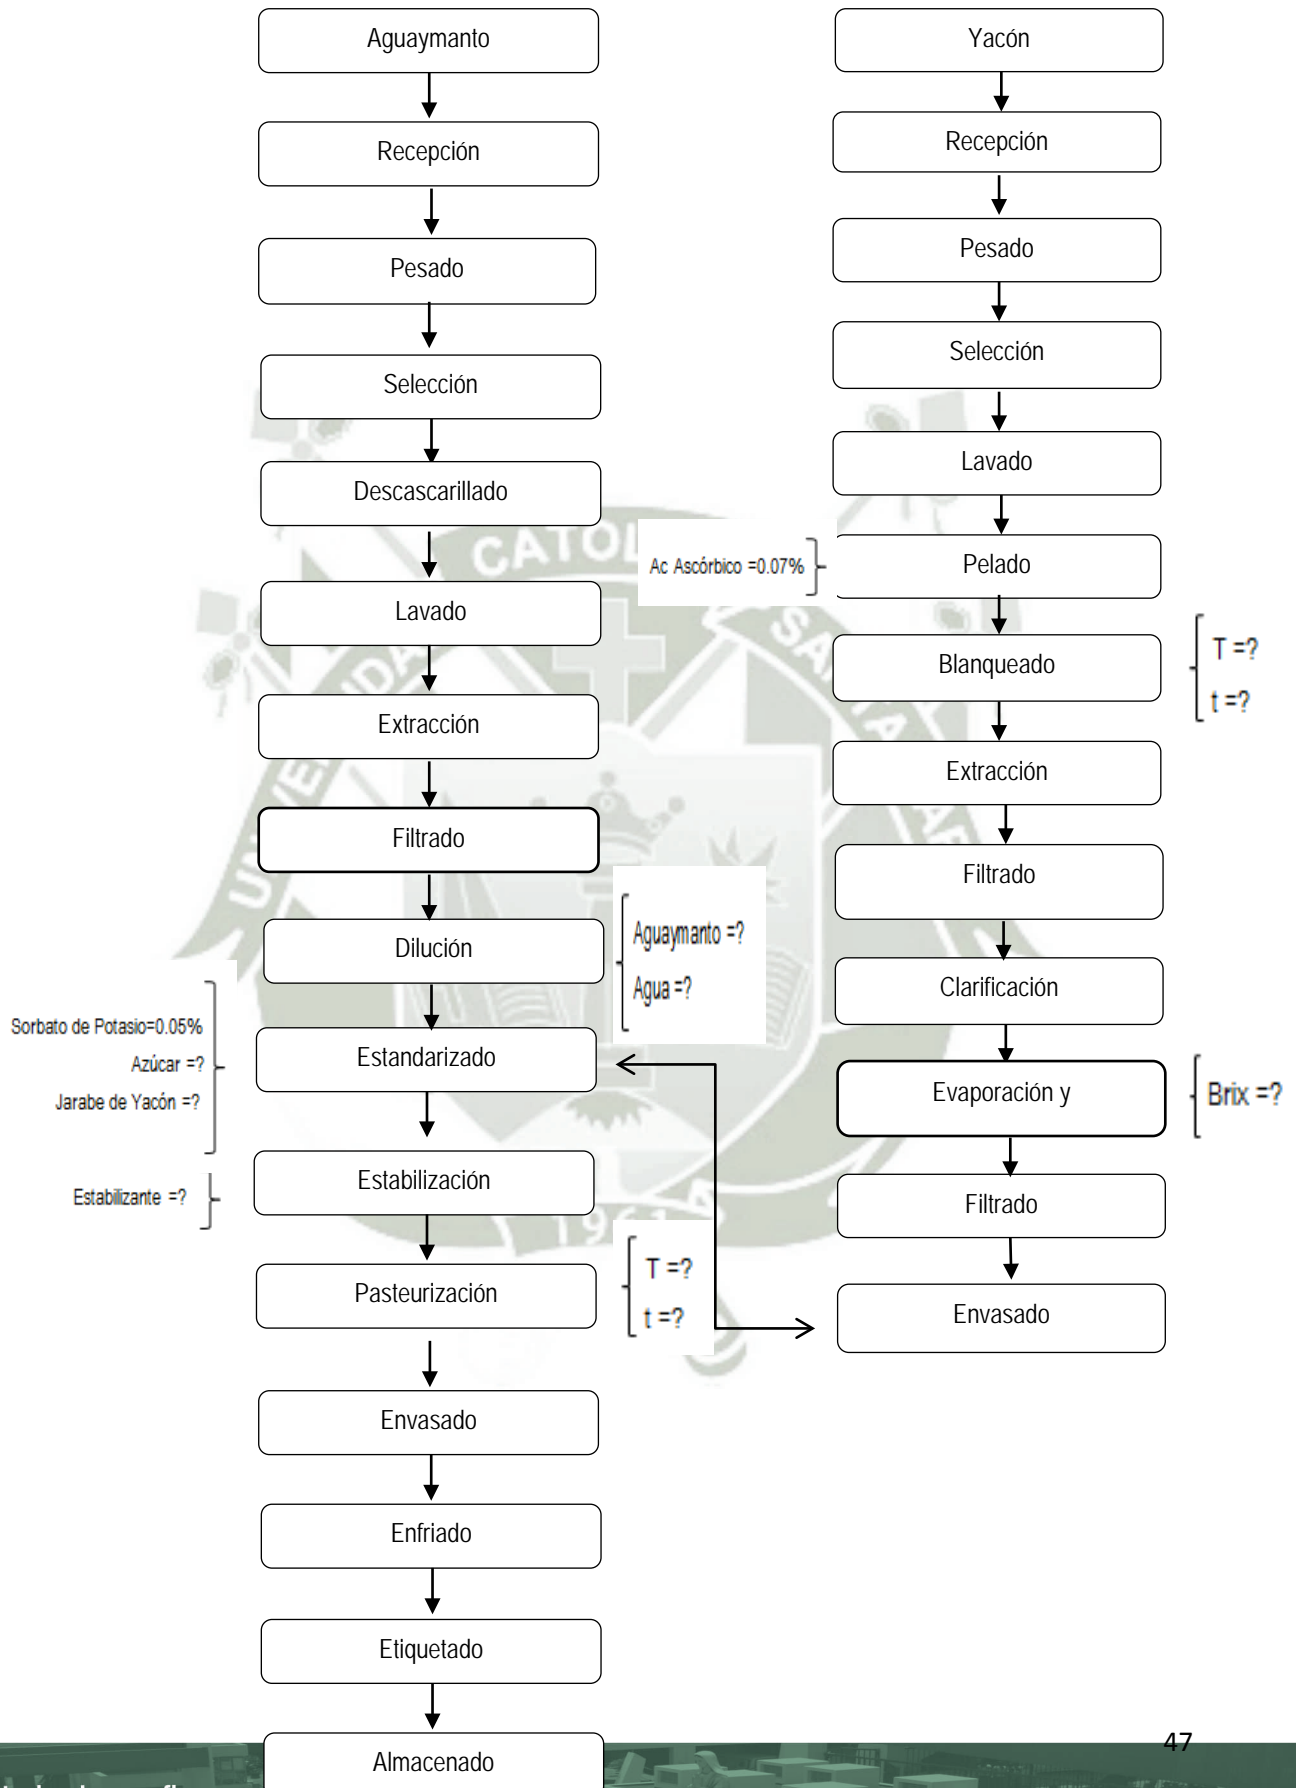 Aguaymanto
Recepción
Pesado
Selección
Descascarillado
Lavado
Extracción
Filtrado
Dilución
Aguaymanto =?
Agua =?
Sorbato de Potasio=0.05%
Azúcar =?
Jarabe de Yacón =?
Estandarizado
Estabilización
Estabilizante =?
Pasteurización
T =?
t =?
Envasado
Enfriado
Etiquetado
Almacenado
Yacón
Recepción
Pesado
Selección
Lavado
Ac Ascórbico =0.07%
Pelado
Blanqueado
T =?
t =?
Extracción
Filtrado
Clarificación
Evaporación y
Brix =?
Filtrado
Envasado
1961
47